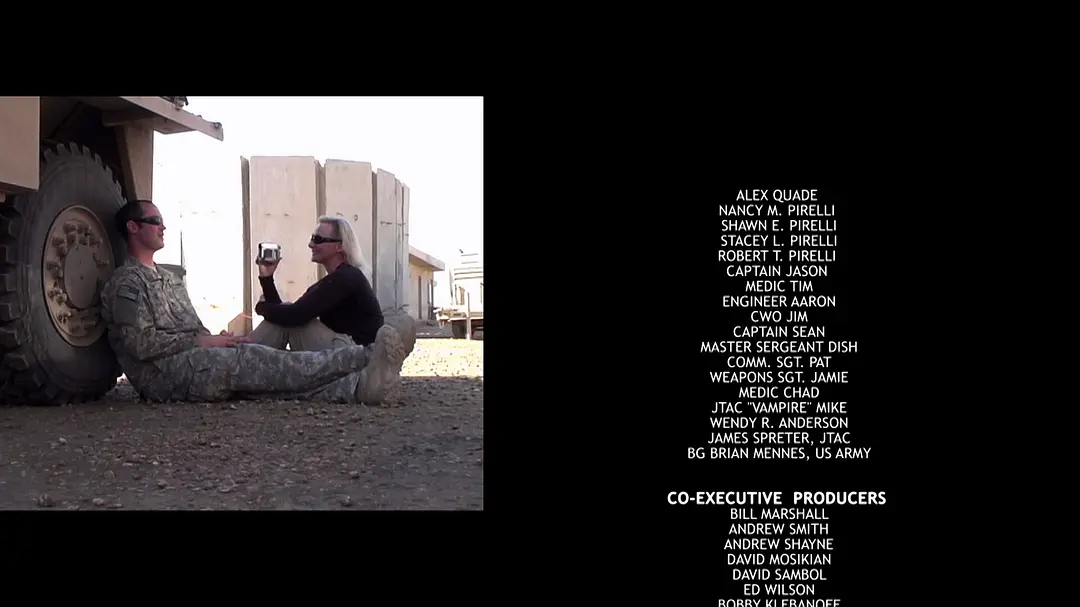 ALEX QUADE
NANCY M. PIRELLI
SHAWN E. PIRELLI
STACEY L. PIRELLI
ROBERT T. PIRELLI
CAPTAIN JASON
MEDIC TIM
ENGINEER AARON
CWO JIM
CAPTAIN SEAN
MASTER SERGEANT DISH
COMM. SGT. PAT
WEAPONS SGT. JAMIE
MEDIC CHAD
JTAC "VAMPIRE" MIKE
WENDY R. ANDERSON
JAMES SPRETER, JTAC
BG BRIAN MENNES, US ARMY
CO-EXECUTIVE PRODUCERS
BILL MARSHALL
ANDREW SMITH
ANDREW SHAYNE
DAVID MOSIKIAN
DAVID SAMBOL
ED WILSON
BOBBY KLEBANOFF